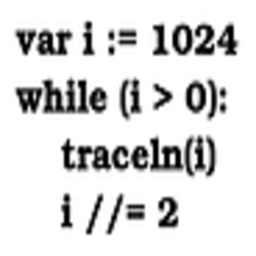 var i := 1024
while (i > 0):
    traceln(i)
    i //= 2